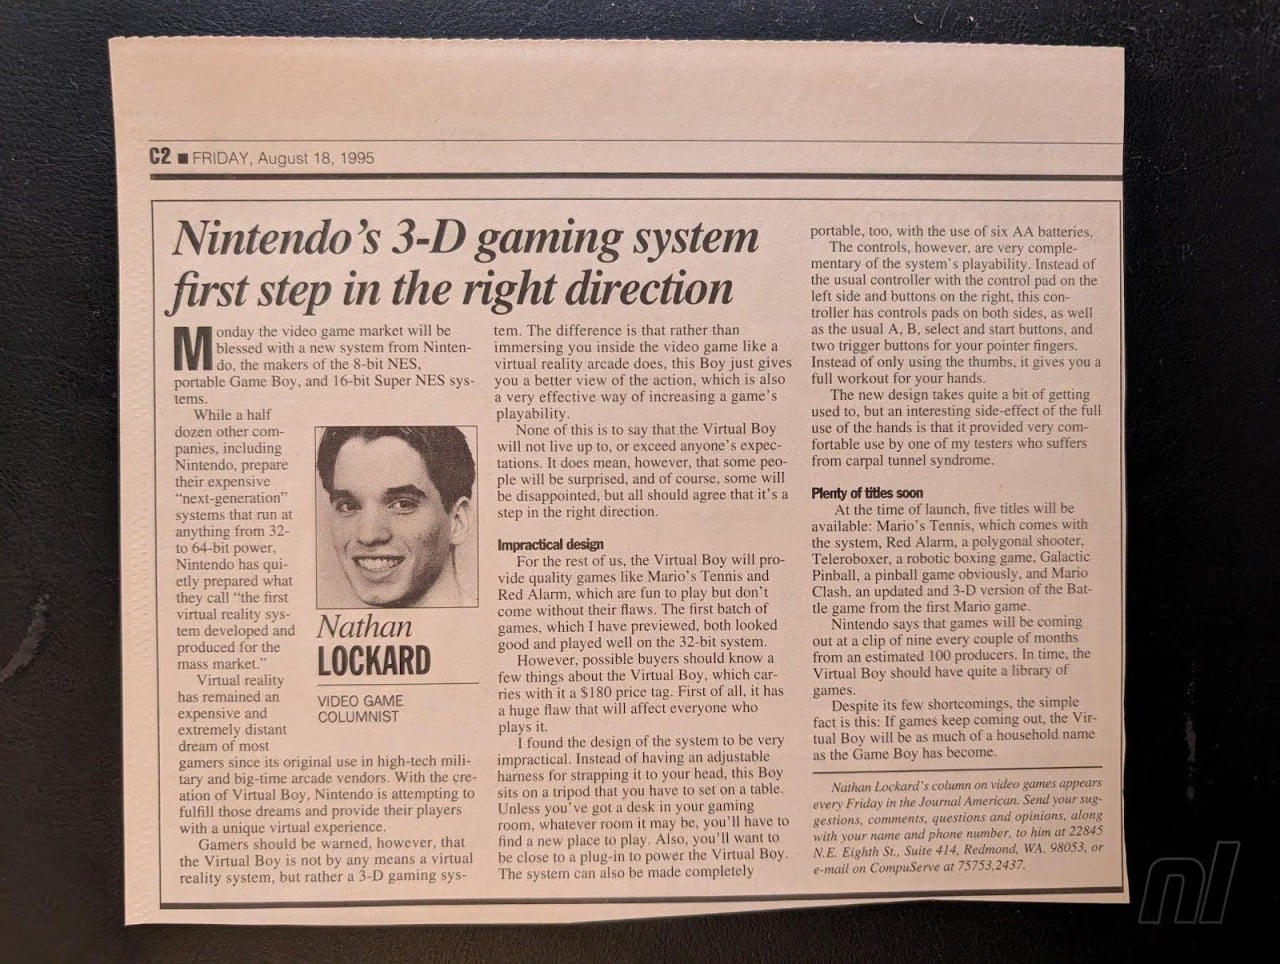 C2 ■ FRIDAY, August 18, 1995
Nintendo's 3-D gaming system
first step in the right direction
Monday the video game market will be
blessed with a new system from Ninten-
do, the makers of the 8-bit NES,
portable Game Boy, and 16-bit Super NES sys-
tems.
While a half
dozen other com-
panies, including
Nintendo, prepare
their expensive
“next-generation”
systems that run at
anything from 32-
to 64-bit power,
Nintendo has qui-
etly prepared what
they call “the first
virtual reality sys-
tem developed and
produced for the
mass market.”
Virtual reality
has remained an
expensive and
extremely distant
dream of most
gamers since its original use in high-tech mili-
tary and big-time arcade vendors. With the cre-
ation of Virtual Boy, Nintendo is attempting to
fulfill those dreams and provide their players
with a unique virtual experience.
Gamers should be warned, however, that
the Virtual Boy is not by any means a virtual
reality system, but rather a 3-D gaming sys-
Nathan
LOCKARD
VIDEO GAME
COLUMNIST
tem. The difference is that rather than
immersing you inside the video game like a
virtual reality arcade does, this Boy just gives
you a better view of the action, which is also
a very effective way of increasing a game's
playability.
None of this is to say that the Virtual Boy
will not live up to, or exceed anyone's expec-
tations. It does mean, however, that some peo-
ple will be surprised, and of course, some will
be disappointed, but all should agree that it's a
step in the right direction.
Impractical design
For the rest of us, the Virtual Boy will pro-
vide quality games like Mario's Tennis and
Red Alarm, which are fun to play but don't
come without their flaws. The first batch of
games, which I have previewed, both looked
good and played well on the 32-bit system.
However, possible buyers should know a
few things about the Virtual Boy, which car-
ries with it a $180 price tag. First of all, it has
a huge flaw that will affect everyone who
plays it.
I found the design of the system to be very
impractical. Instead of having an adjustable
harness for strapping it to your head, this Boy
sits on a tripod that you have to set on a table.
Unless you've got a desk in your gaming
room, whatever room it may be, you'll have to
find a new place to play. Also, you'll want to
be close to a plug-in to power the Virtual Boy.
The system can also be made completely
portable, too, with the use of six AA batteries.
The controls, however, are very comple-
mentary of the system's playability. Instead of
the usual controller with the control pad on the
left side and buttons on the right, this con-
troller has controls pads on both sides, as well
as the usual A, B, select and start buttons, and
two trigger buttons for your pointer fingers.
Instead of only using the thumbs, it gives you a
full workout for your hands.
The new design takes quite a bit of getting
used to, but an interesting side-effect of the full
use of the hands is that it provided very com-
fortable use by one of my testers who suffers
from carpal tunnel syndrome.
Plenty of titles soon
At the time of launch, five titles will be
available: Mario's Tennis, which comes with
the system, Red Alarm, a polygonal shooter,
Teleroboxer, a robotic boxing game, Galactic
Pinball, a pinball game obviously, and Mario
Clash, an updated and 3-D version of the Bat-
tle game from the first Mario game.
Nintendo says that games will be coming
out at a clip of nine every couple of months
from an estimated 100 producers. In time, the
Virtual Boy should have quite a library of
games.
Despite its few shortcomings, the simple
fact is this: If games keep coming out, the Vir-
tual Boy will be as much of a household name
as the Game Boy has become.
Nathan Lockard's column on video games appears
every Friday in the Journal American. Send your sug-
gestions, comments, questions and opinions, along
with your name and phone number, to him at 22845
N.E. Eighth St., Suite 414, Redmond, WA. 98053, or
e-mail on CompuServe at 75753,2437.
nl